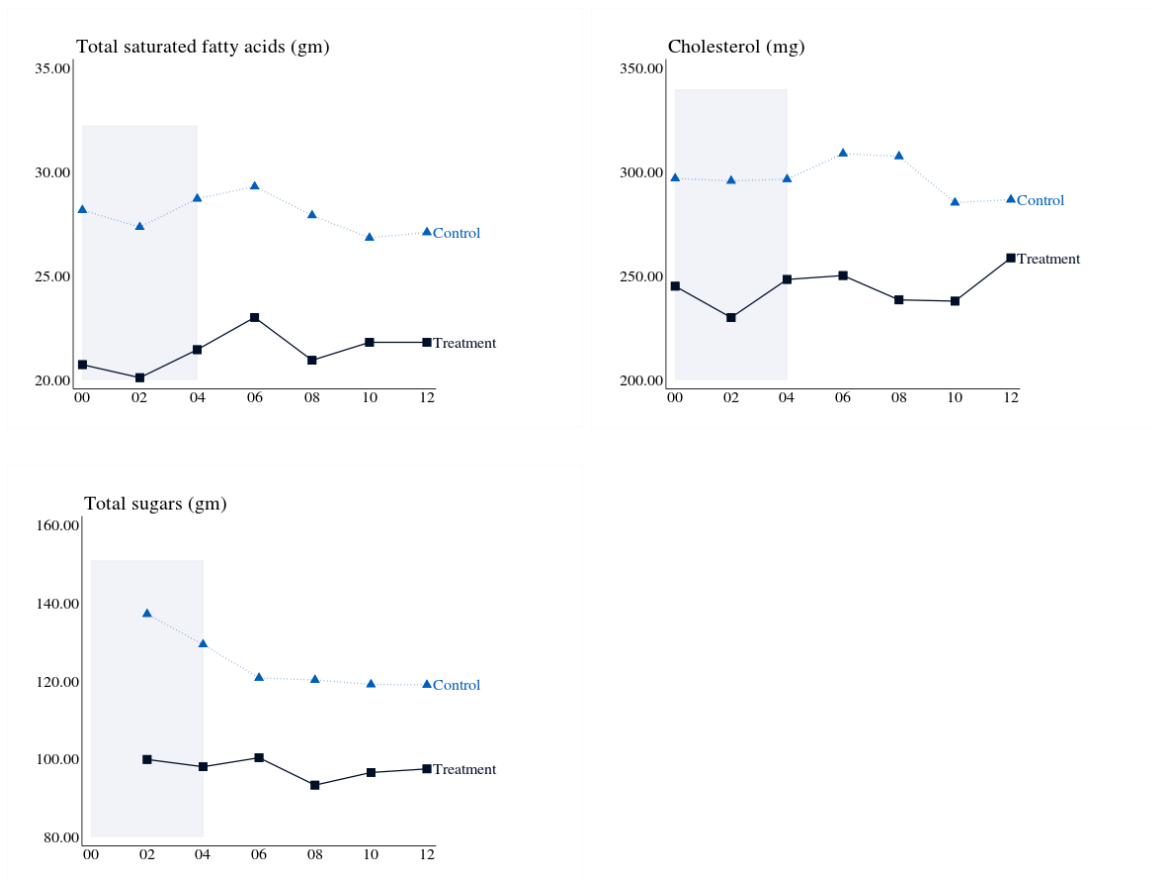 Total saturated fatty acids (gm)
35.00
30.00
25.00
20.00
Control
Treatment
00 02 04 06 08 10 12
Cholesterol (mg)
350.00
300.00
250.00
200.00
Control
Treatment
00 02 04 06 08 10 12
Total sugars (gm)
160.00
140.00
120.00
100.00
80.00
Control
Treatment
00 02 04 06 08 10 12